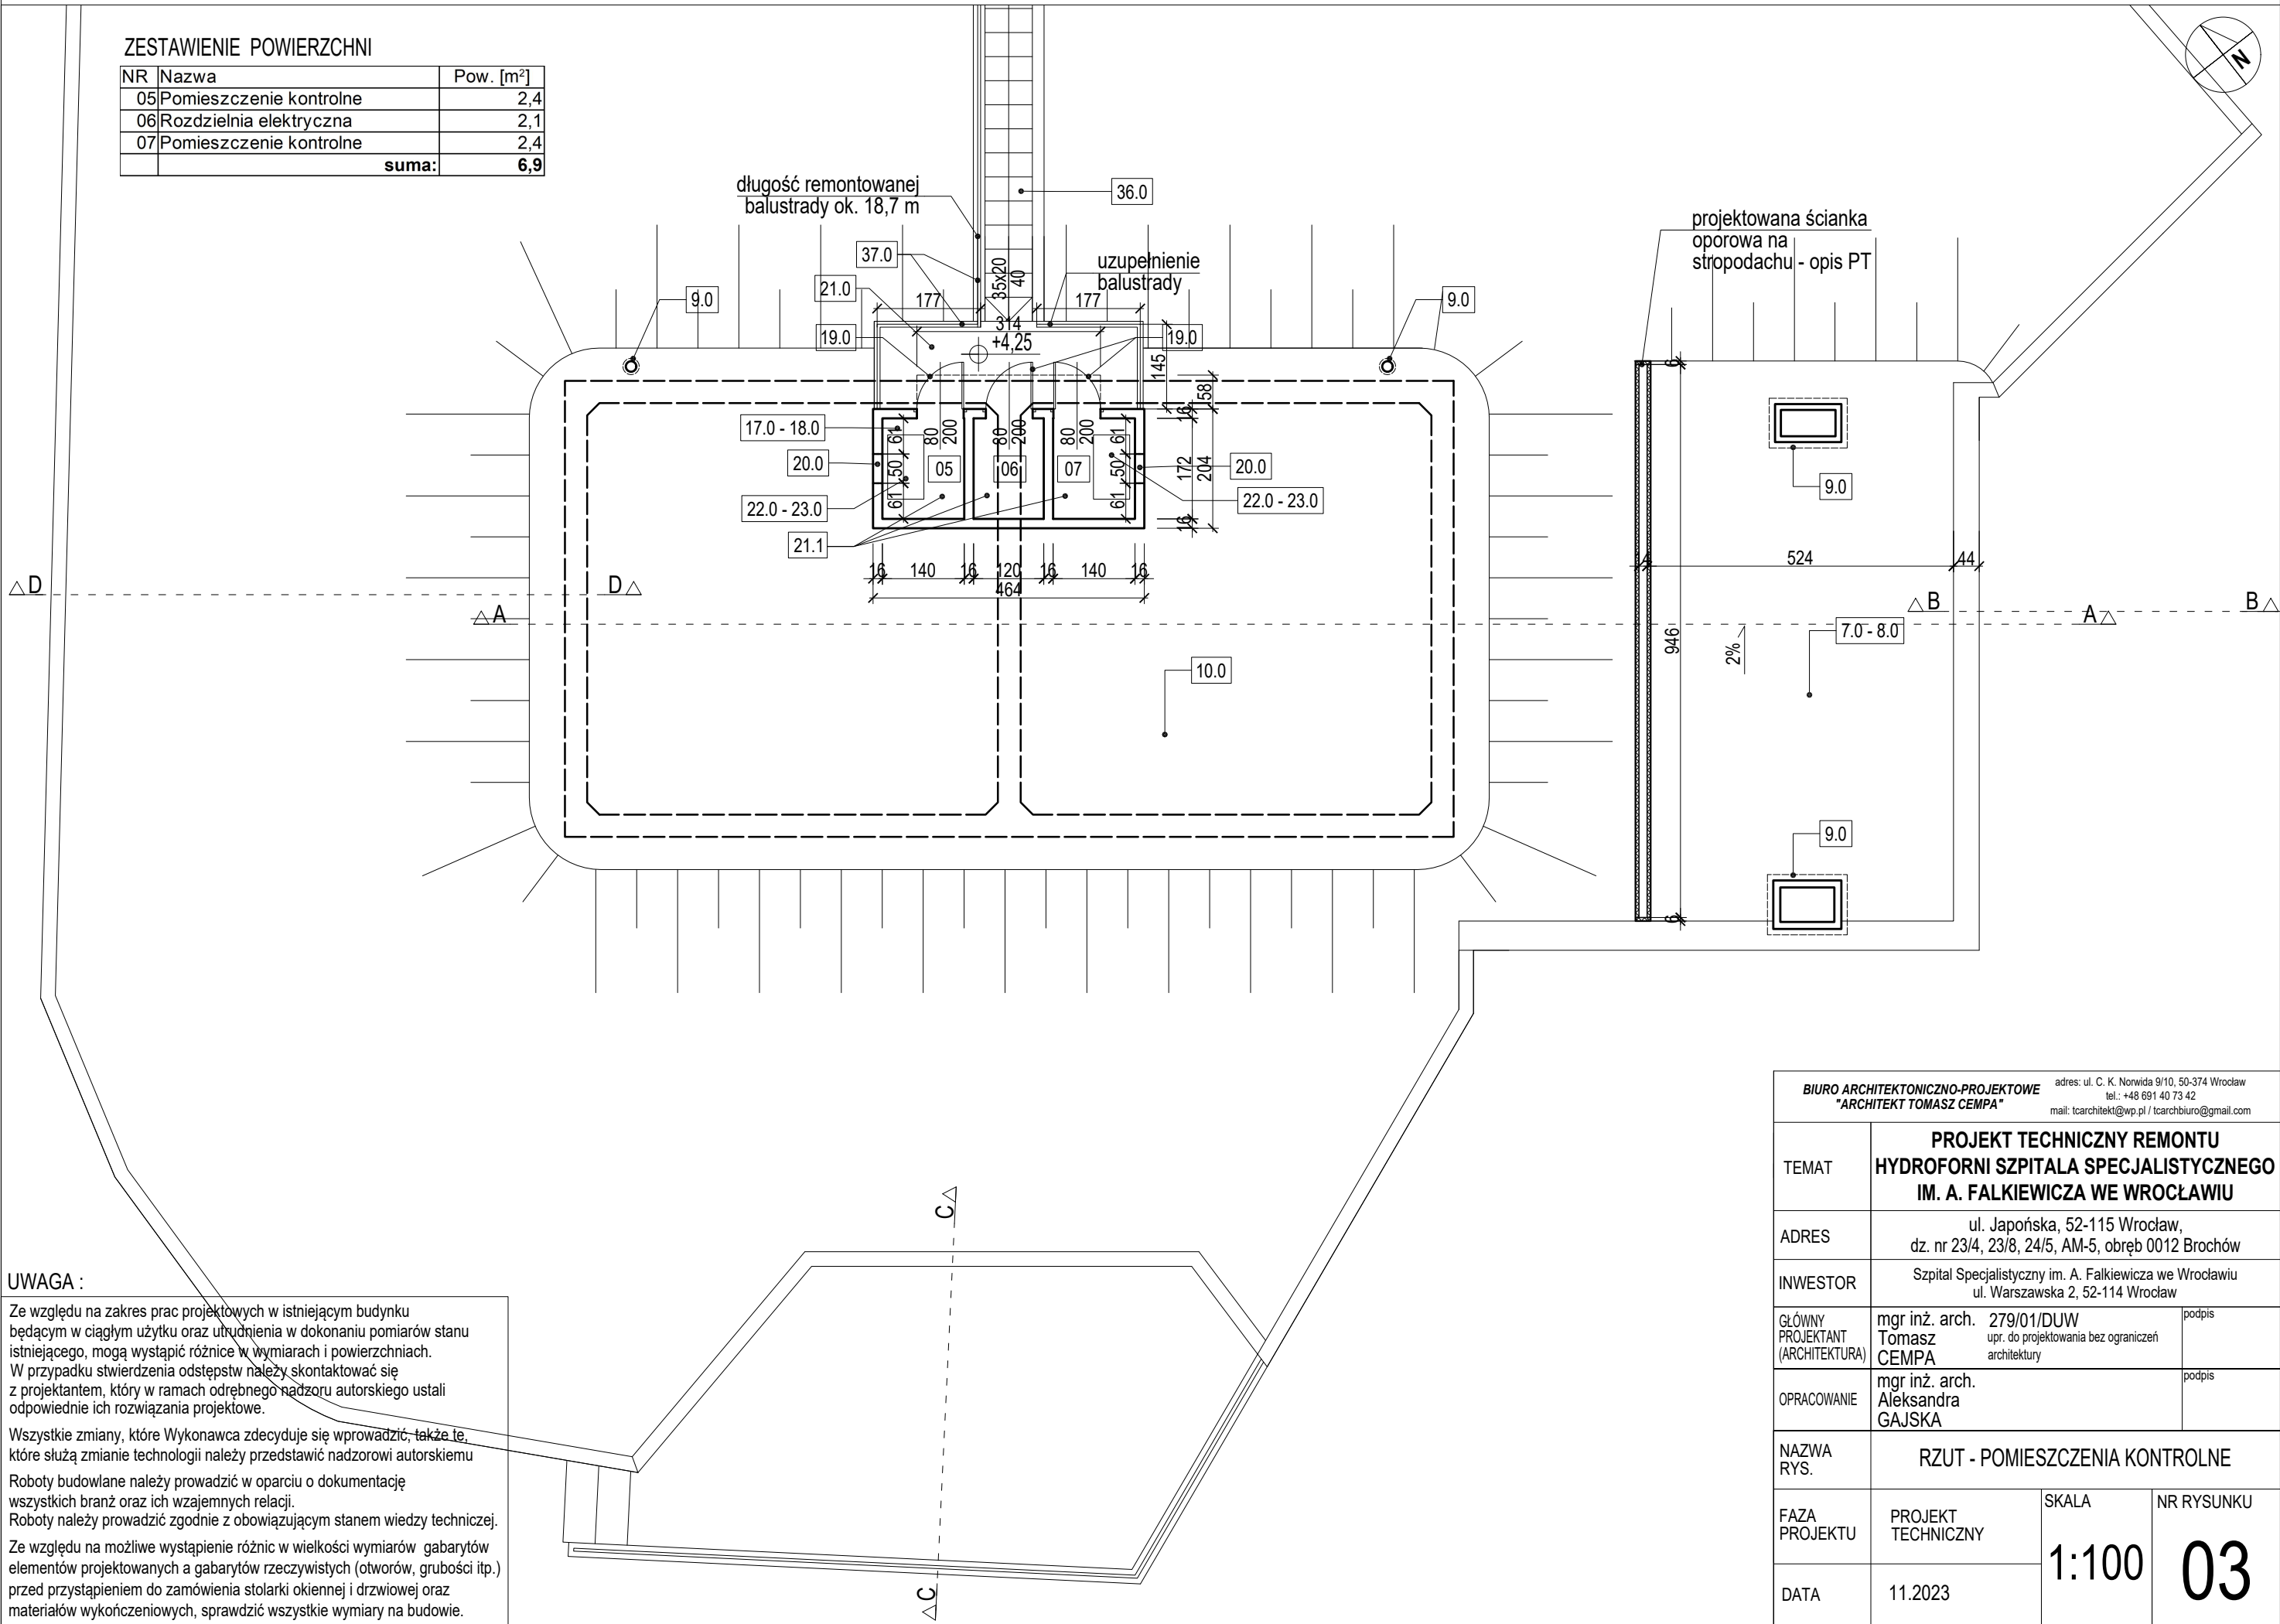 ZESTAWIENIE POWIERZCHNI
NR Nazwa Pow. [m²]
05 Pomieszczenie kontrolne 2,4
06 Rozdzielnia elektryczna 2,1
07 Pomieszczenie kontrolne 2,4
suma: 6,9
N
długość remontowanej
balustrady ok. 18,7 m
36.0
37.0
35x20
40
uzupełnienie
balustrady
projektowana ścianka
oporowa na
stropodachu - opis PT
9.0
21.0
177
177
9.0
19.0
314
+4,25
19.0
145
58
16
6
17.0 - 18.0
20.0
22.0 - 23.0
21.1
61
50
61
80
200
80
200
80
200
05
06
07
61
50
61
172
204
16
20.0
22.0 - 23.0
9.0
16
140
16
120
16
140
16
464
14
524
44
D
D
A
B
B
A
946
2%
7.0 - 8.0
10.0
9.0
6
C
C
UWAGA :
Ze względu na zakres prac projektowych w istniejącym budynku
będącym w ciągłym użytku oraz utrudnienia w dokonaniu pomiarów stanu
istniejącego, mogą wystąpić różnice w wymiarach i powierzchniach.
W przypadku stwierdzenia odstępstw należy skontaktować się
z projektantem, który w ramach odrębnego nadzoru autorskiego ustali
odpowiednie ich rozwiązania projektowe.
Wszystkie zmiany, które Wykonawca zdecyduje się wprowadzić, także te,
które służą zmianie technologii należy przedstawić nadzorowi autorskiemu
Roboty budowlane należy prowadzić w oparciu o dokumentację
wszystkich branż oraz ich wzajemnych relacji.
Roboty należy prowadzić zgodnie z obowiązującym stanem wiedzy techniczej.
Ze względu na możliwe wystąpienie różnic w wielkości wymiarów gabarytów
elementów projektowanych a gabarytów rzeczywistych (otworów, grubości itp.)
przed przystąpieniem do zamówienia stolarki okiennej i drzwiowej oraz
materiałów wykończeniowych, sprawdzić wszystkie wymiary na budowie.
BIURO ARCHITEKTONICZNO-PROJEKTOWE
"ARCHITEKT TOMASZ CEMPA"
adres: ul. C. K. Norwida 9/10, 50-374 Wrocław
tel.: +48 691 40 73 42
mail: tcarchitekt@wp.pl / tcarchbiuro@gmail.com
TEMAT
PROJEKT TECHNICZNY REMONTU
HYDROFORNI SZPITALA SPECJALISTYCZNEGO
IM. A. FALKIEWICZA WE WROCŁAWIU
ADRES
ul. Japońska, 52-115 Wrocław,
dz. nr 23/4, 23/8, 24/5, AM-5, obręb 0012 Brochów
INWESTOR
Szpital Specjalistyczny im. A. Falkiewicza we Wrocławiu
ul. Warszawska 2, 52-114 Wrocław
GŁÓWNY
PROJEKTANT
(ARCHITEKTURA)
mgr inż. arch.
Tomasz
CEMPA
279/01/DUW
upr. do projektowania bez ograniczeń
architektury
podpis
OPRACOWANIE
mgr inż. arch.
Aleksandra
GAJSKA
podpis
NAZWA
RYS.
RZUT - POMIESZCZENIA KONTROLNE
FAZA
PROJEKTU
PROJEKT
TECHNICZNY
SKALA
1:100
NR RYSUNKU
03
DATA
11.2023